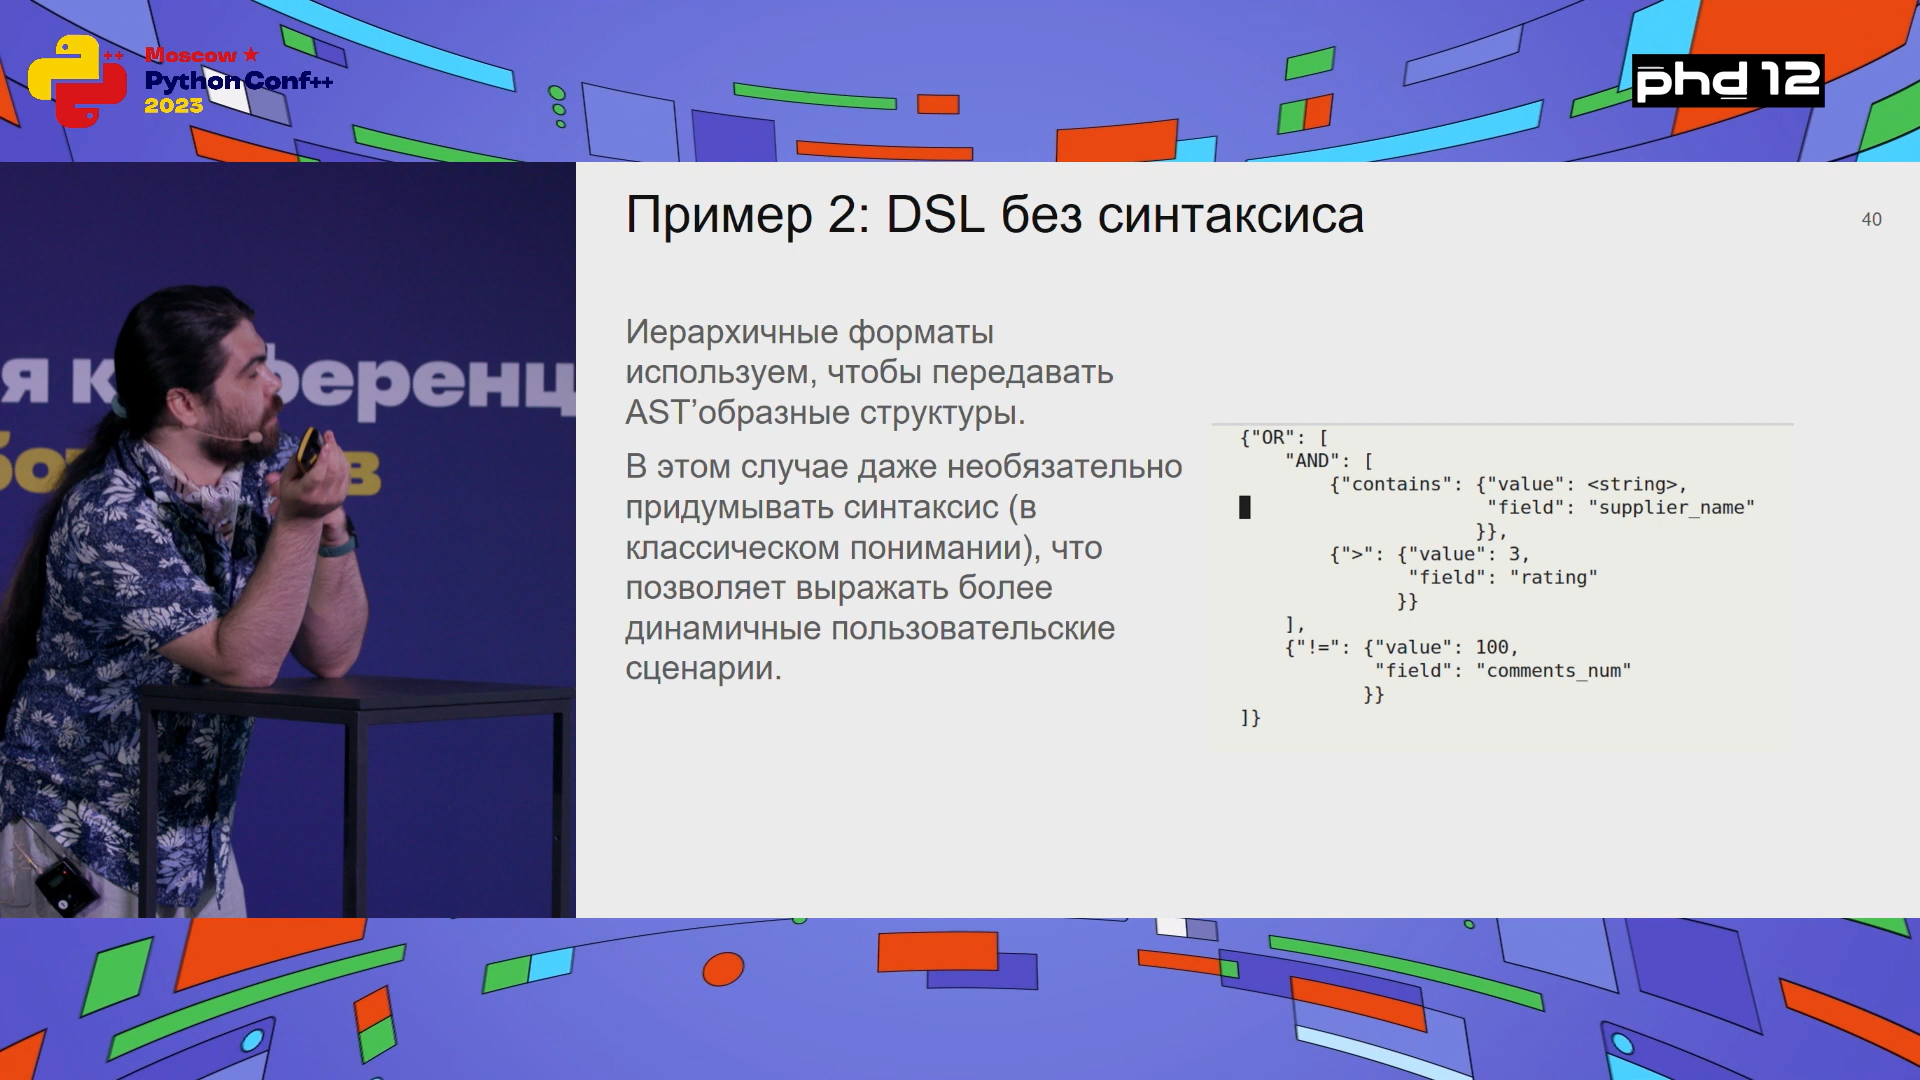 ++
Moscow ★
Python Conf++
2023
phd 12
Пример 2: DSL без синтаксиса
40
я к ференц
бо в
Иерархичные форматы
используем, чтобы передавать
AST’образные структуры.
В этом случае даже необязательно
придумывать синтаксис (в
классическом понимании), что
позволяет выражать более
динамичные пользовательские
сценарии.
{"OR": [
"AND": [
{"contains": {"value": <string>,
"field": "supplier_name"
}},
{">": {"value": 3,
"field": "rating"
}}
],
{"!=": {"value": 100,
"field": "comments_num"
}}
]}